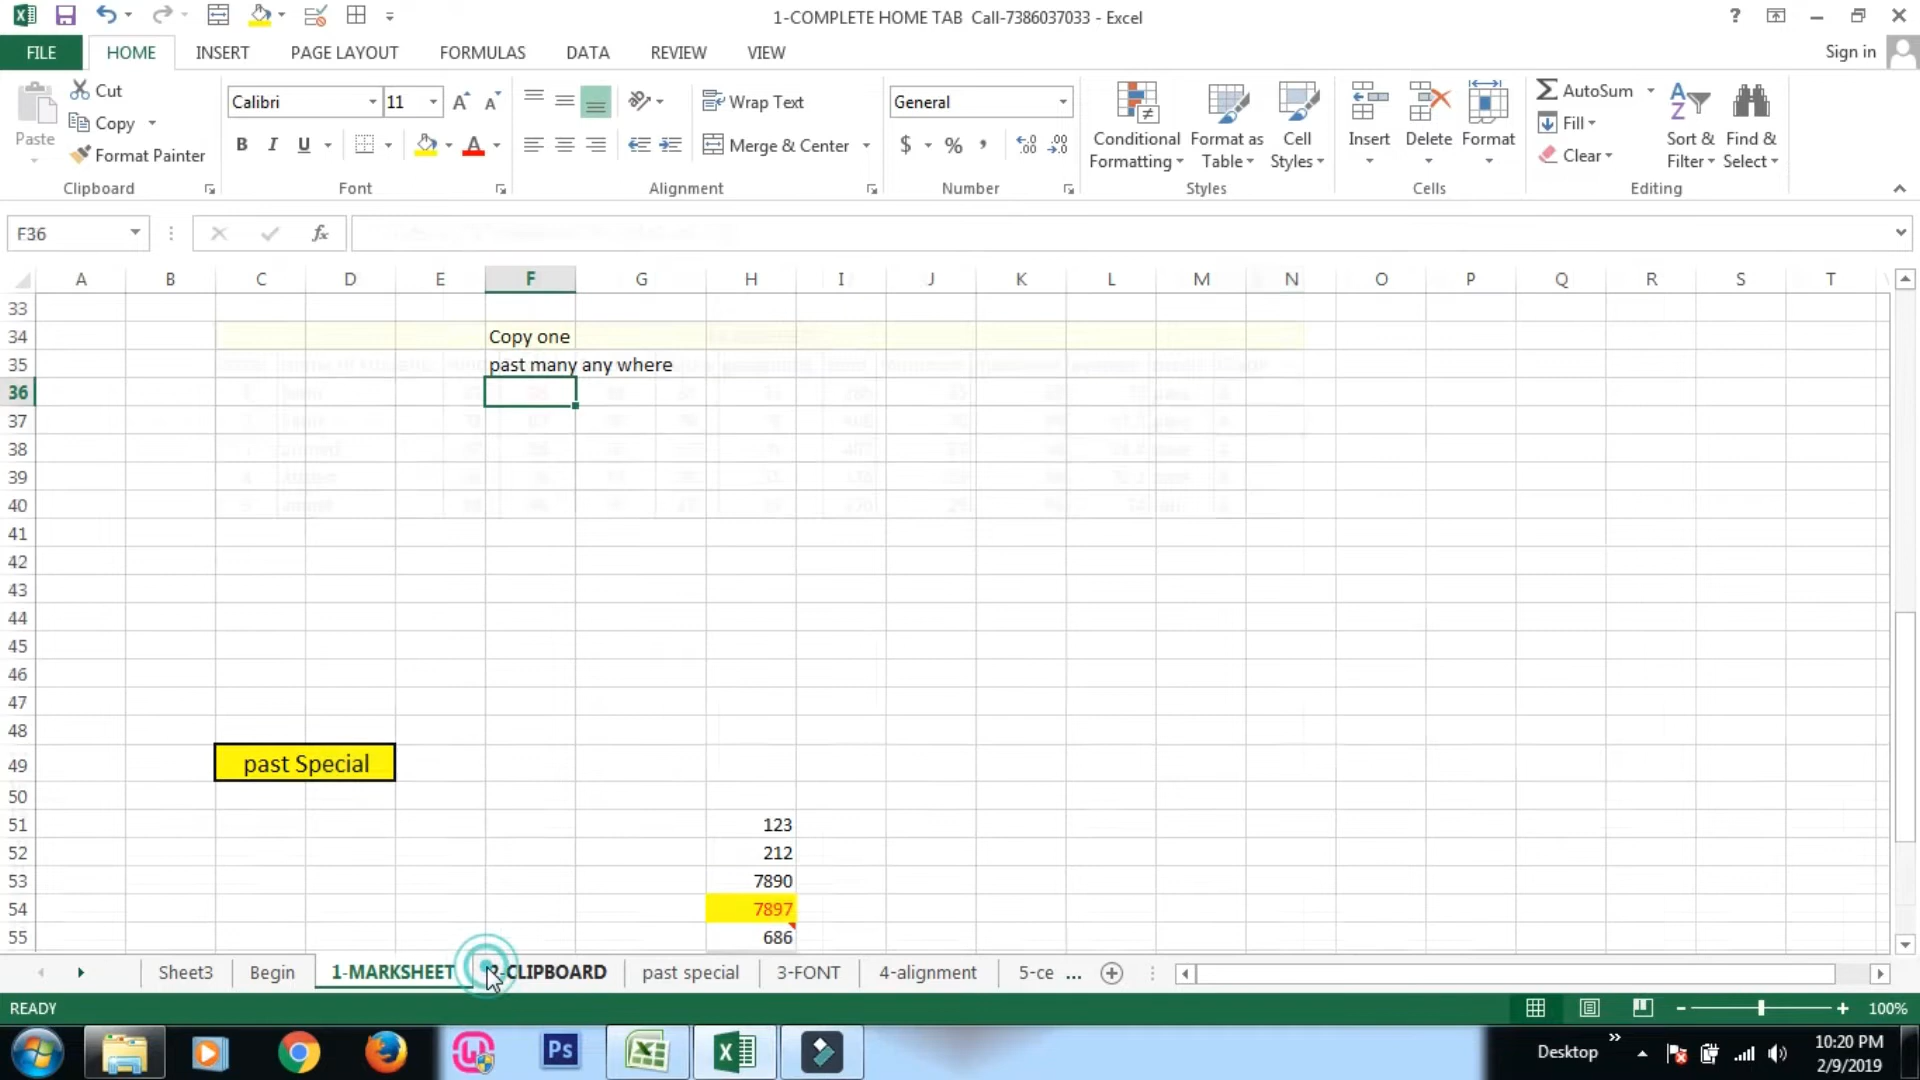 1-COMPLETE HOME TAB Call-7386037033 - Excel
FILE HOME INSERT PAGE LAYOUT FORMULAS DATA REVIEW VIEW Sign in
Paste
Cut
Copy
Format Painter
Clipboard
Calibri 11
B I U
Font
Wrap Text
Merge & Center
Alignment
General
$ % ,
Number
Conditional Formatting
Format as Table
Cell Styles
Styles
Insert
Delete
Format
Cells
AutoSum
Fill
Clear
Sort & Filter
Find & Select
Editing
F36
fx
A B C D E F G H I J K L M N O P Q R S T
33
34 Copy one
35 past many any where
36
37
38
39
40
41
42
43
44
45
46
47
48
49 past Special
50
51 123
52 212
53 7890
54 7897
55 686
Sheet3 Begin 1-MARKSHEET 2-CLIPBOARD past special 3-FONT 4-alignment 5-ce ...
READY 100%
Ps
Desktop
10:20 PM
2/9/2019